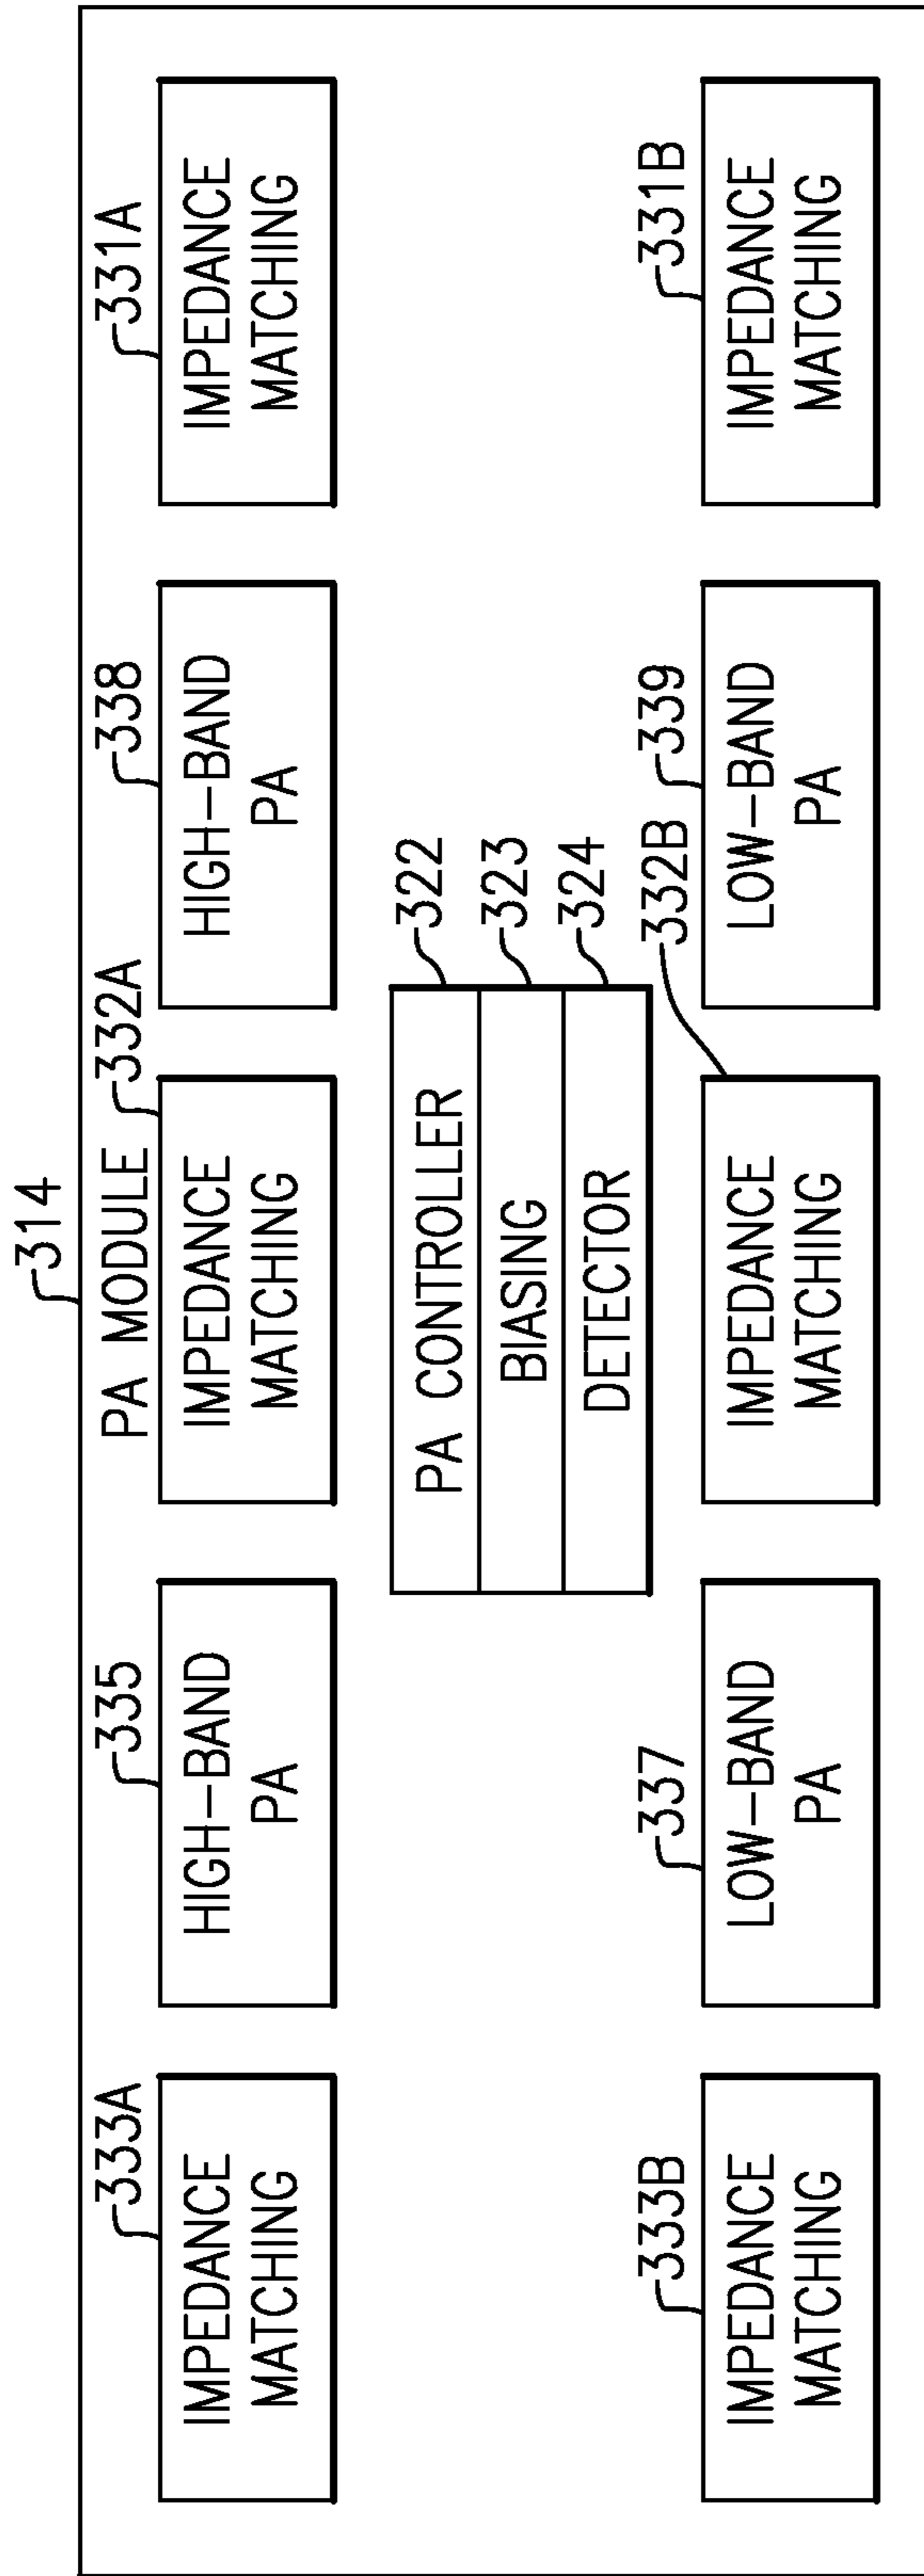 314
PA MODULE
333A
335
332A
338
331A
IMPEDANCE
MATCHING
HIGH-BAND
PA
IMPEDANCE
MATCHING
HIGH-BAND
PA
IMPEDANCE
MATCHING
PA CONTROLLER
322
BIASING
323
DETECTOR
324
333B
337
332B
339
331B
IMPEDANCE
MATCHING
LOW-BAND
PA
IMPEDANCE
MATCHING
LOW-BAND
PA
IMPEDANCE
MATCHING